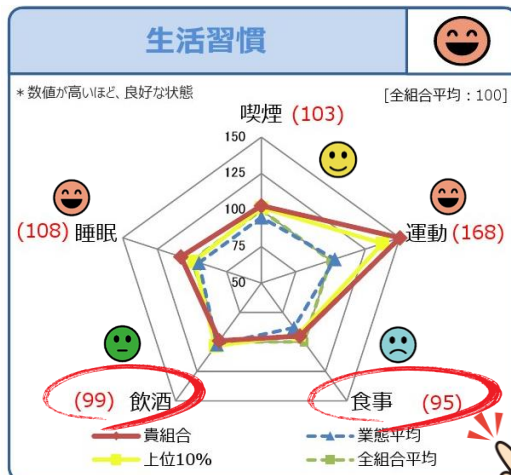 生活習慣
* 数値が高いほど、良好な状態
[全組合平均：100]
喫煙 (103)
150
125
100
75
50
(108) 睡眠
運動 (168)
(99) 飲酒
食事 (95)
貴組合
業態平均
上位10%
全組合平均